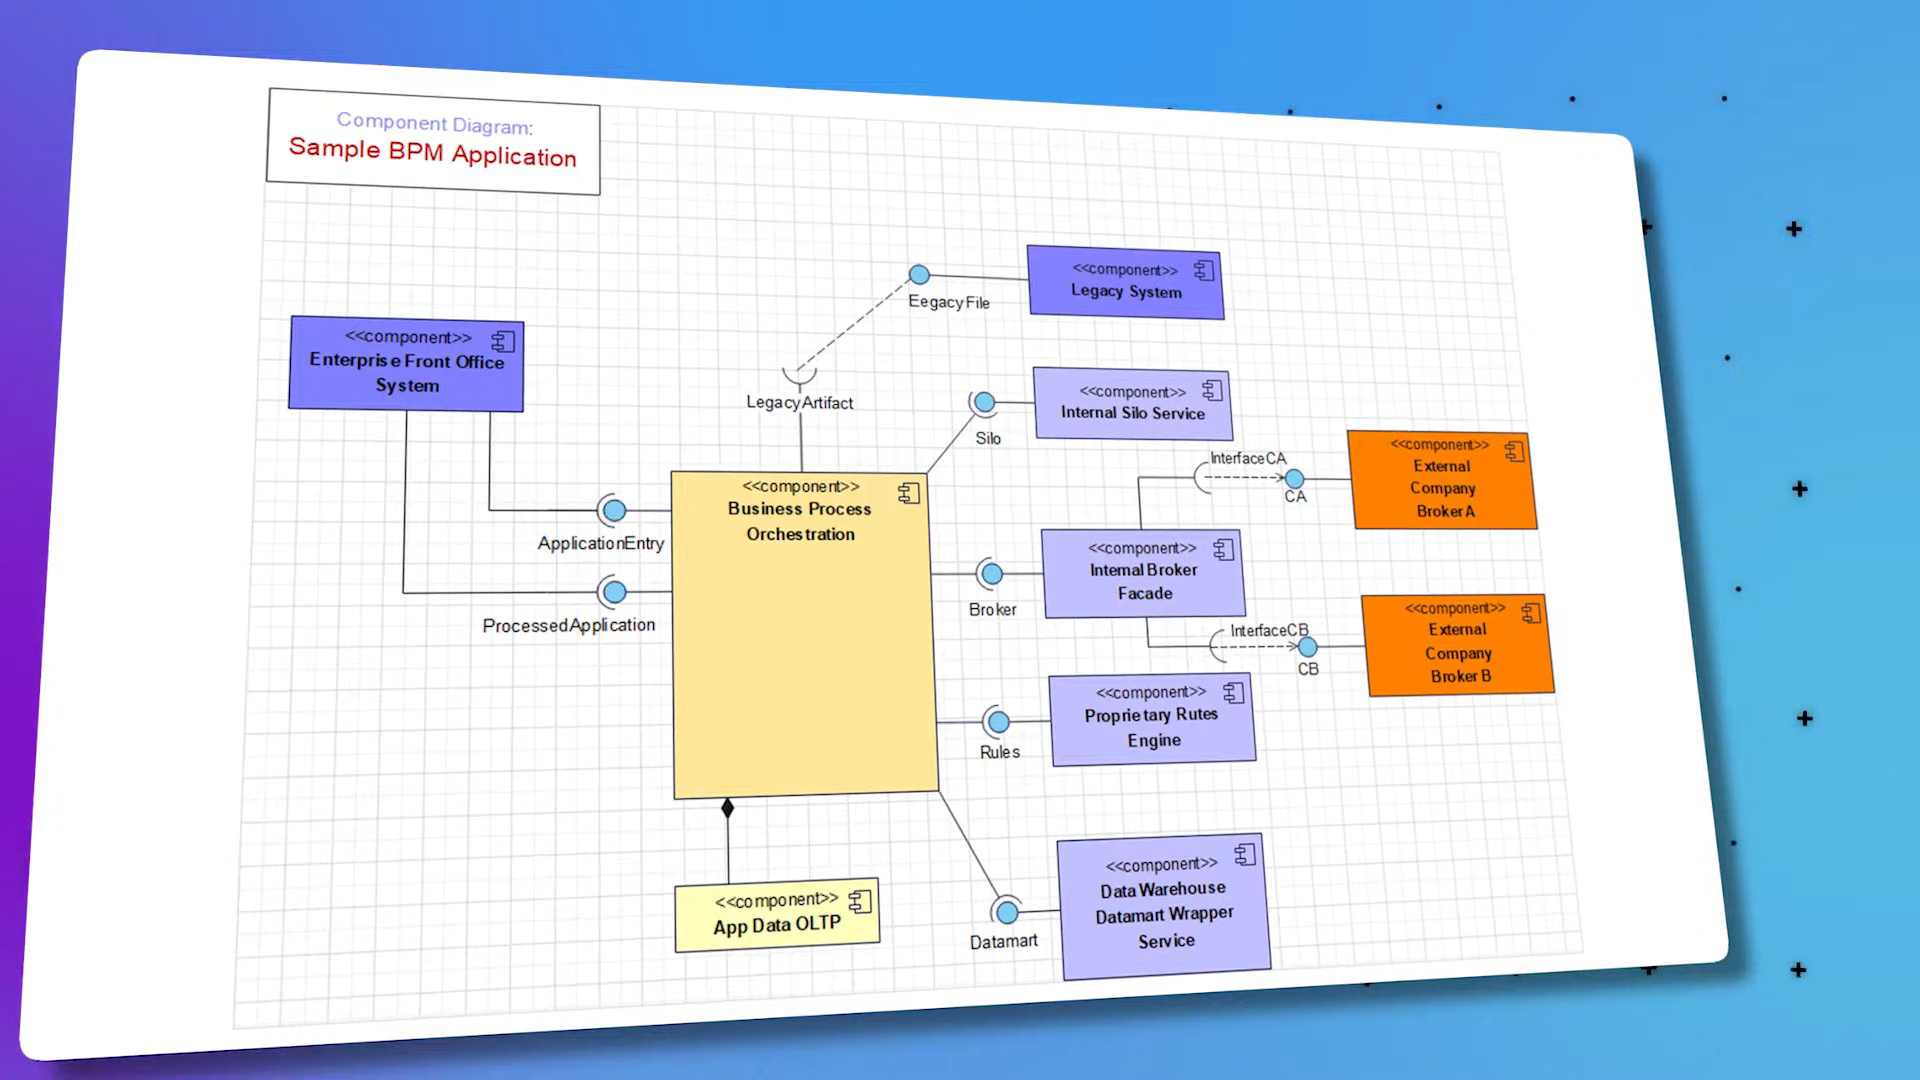 Component Diagram:
Sample BPM Application
<<component>>
Legacy System
EegacyFile
<<component>>
Enterprise Front Office
System
LegacyArtifact
<<component>>
Internal Silo Service
Silo
<<component>>
External
Company
Broker A
InterfaceCA
CA
<<component>>
Business Process
Orchestration
ApplicationEntry
<<component>>
Internal Broker
Facade
Broker
ProcessedApplication
<<component>>
External
Company
Broker B
InterfaceCB
CB
<<component>>
Proprietary Rutes
Engine
Rules
<<component>>
App Data OLTP
<<component>>
Data Warehouse
Datamart Wrapper
Service
Datamart